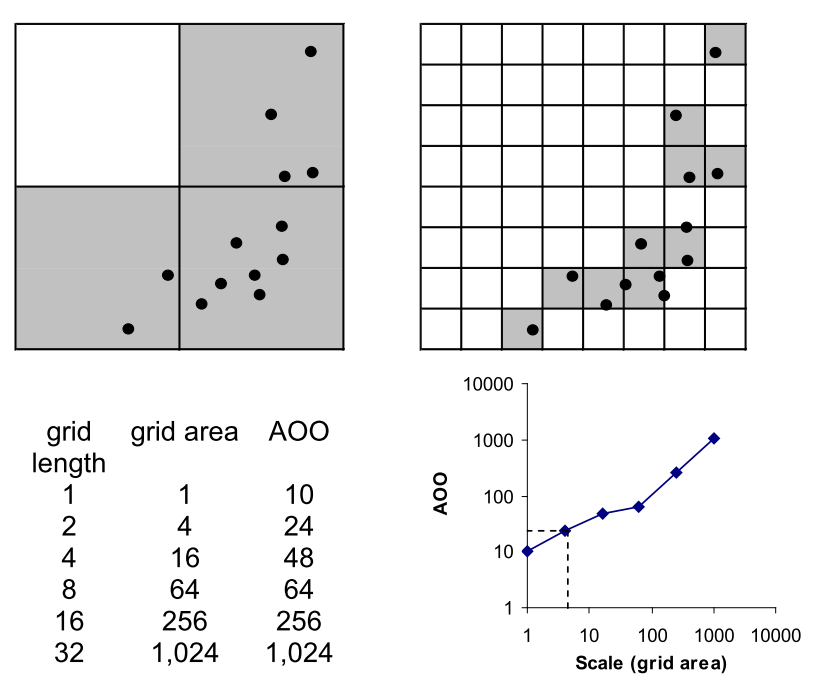 grid grid area AOO
length
1 1 10
2 4 24
4 16 48
8 64 64
16 256 256
32 1,024 1,024
10000
1000
100
10
1
AOO
1 10 100 1000 10000
Scale (grid area)